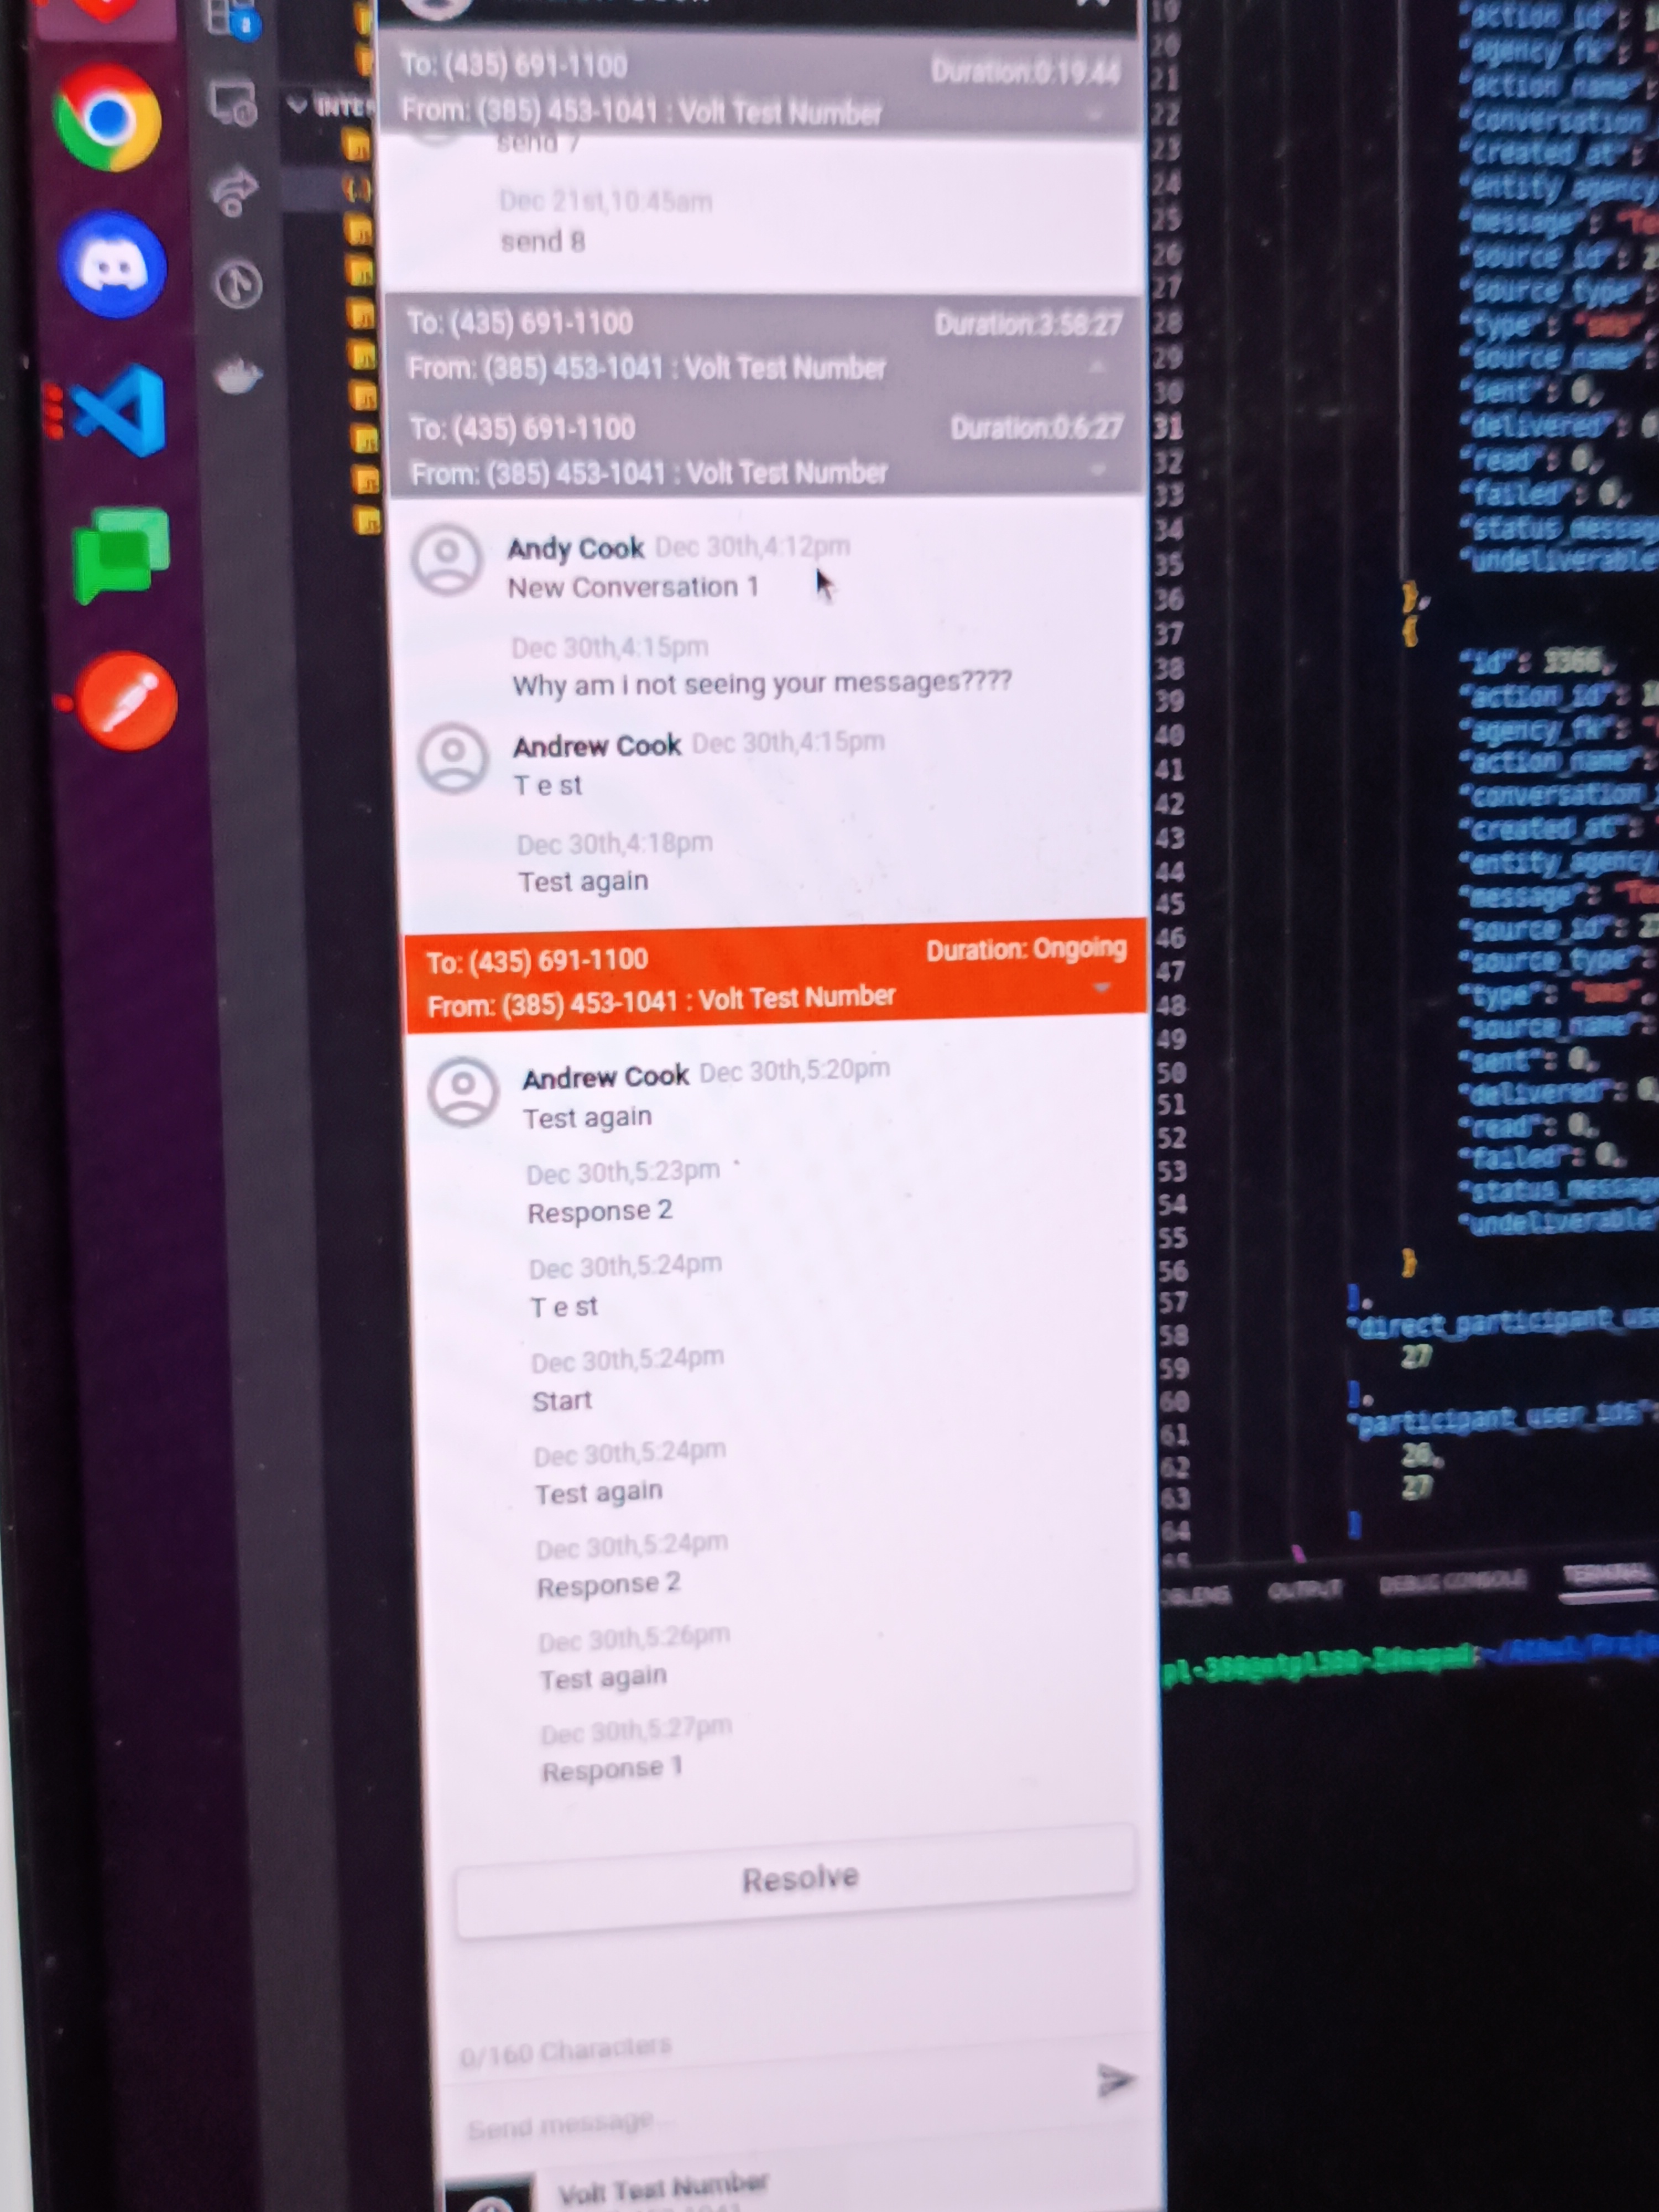 To: (435) 691-1100 Duration:0:19:44
From: (385) 453-1041 : Volt Test Number
send 7
Dec 21st,10:45am
send 8
To: (435) 691-1100 Duration:3:58:27
From: (385) 453-1041 : Volt Test Number
To: (435) 691-1100 Duration:0:6:27
From: (385) 453-1041 : Volt Test Number
Andy Cook Dec 30th,4:12pm
New Conversation 1
Dec 30th,4:15pm
Why am i not seeing your messages????
Andrew Cook Dec 30th,4:15pm
T e st
Dec 30th,4:18pm
Test again
To: (435) 691-1100 Duration: Ongoing
From: (385) 453-1041 : Volt Test Number
Andrew Cook Dec 30th,5:20pm
Test again
Dec 30th,5:23pm
Response 2
Dec 30th,5:24pm
T e st
Dec 30th,5:24pm
Start
Dec 30th,5:24pm
Test again
Dec 30th,5:24pm
Response 2
Dec 30th,5:26pm
Test again
Dec 30th,5:27pm
Response 1
Resolve
0/160 Characters
Send message...
Volt Test Number
20
21 "agency_fk":
22 "action_name":
23 "conversation_
24 "created_at":
25 "entity_agency
26 "message": "Te
27 "source_id": 2
28 "source_type":
29 "type": "sms",
30 "source_name":
31 "sent": 0,
32 "delivered": 0
33 "read": 0,
34 "failed": 0,
35 "status_messag
"undeliverable"
36 },
37 {
38 "id": 3366,
39 "action_id": 1
40 "agency_fk":
41 "action_name":
42 "conversation_
43 "created_at":
44 "entity_agency
45 "message": "Te
46 "source_id": 2
47 "source_type":
48 "type": "sms",
49 "source_name":
50 "sent": 0,
51 "delivered": 0
52 "read": 0,
53 "failed": 0,
54 "status_messag
55 "undeliverable"
56 }
57 ],
58 "direct_participant_use
59 27
60 ],
61 "participant_user_ids":
62 26,
63 27
64 ]
OUTPUT DEBUG CONSOLE TERMINAL